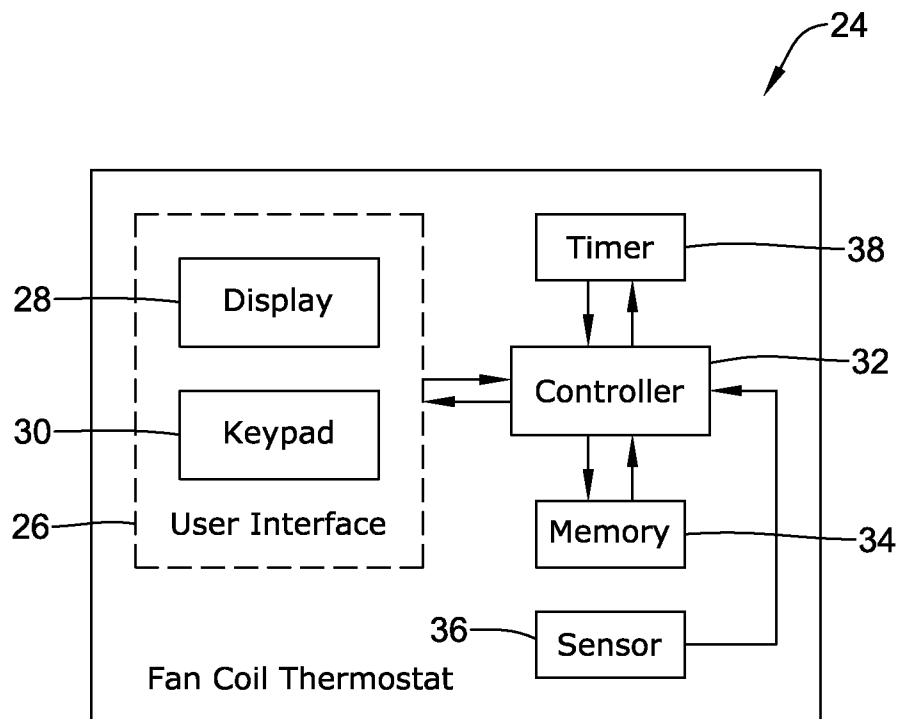 24
Timer
38
28
Display
32
Controller
30
Keypad
26
User Interface
Memory
34
36
Sensor
Fan Coil Thermostat